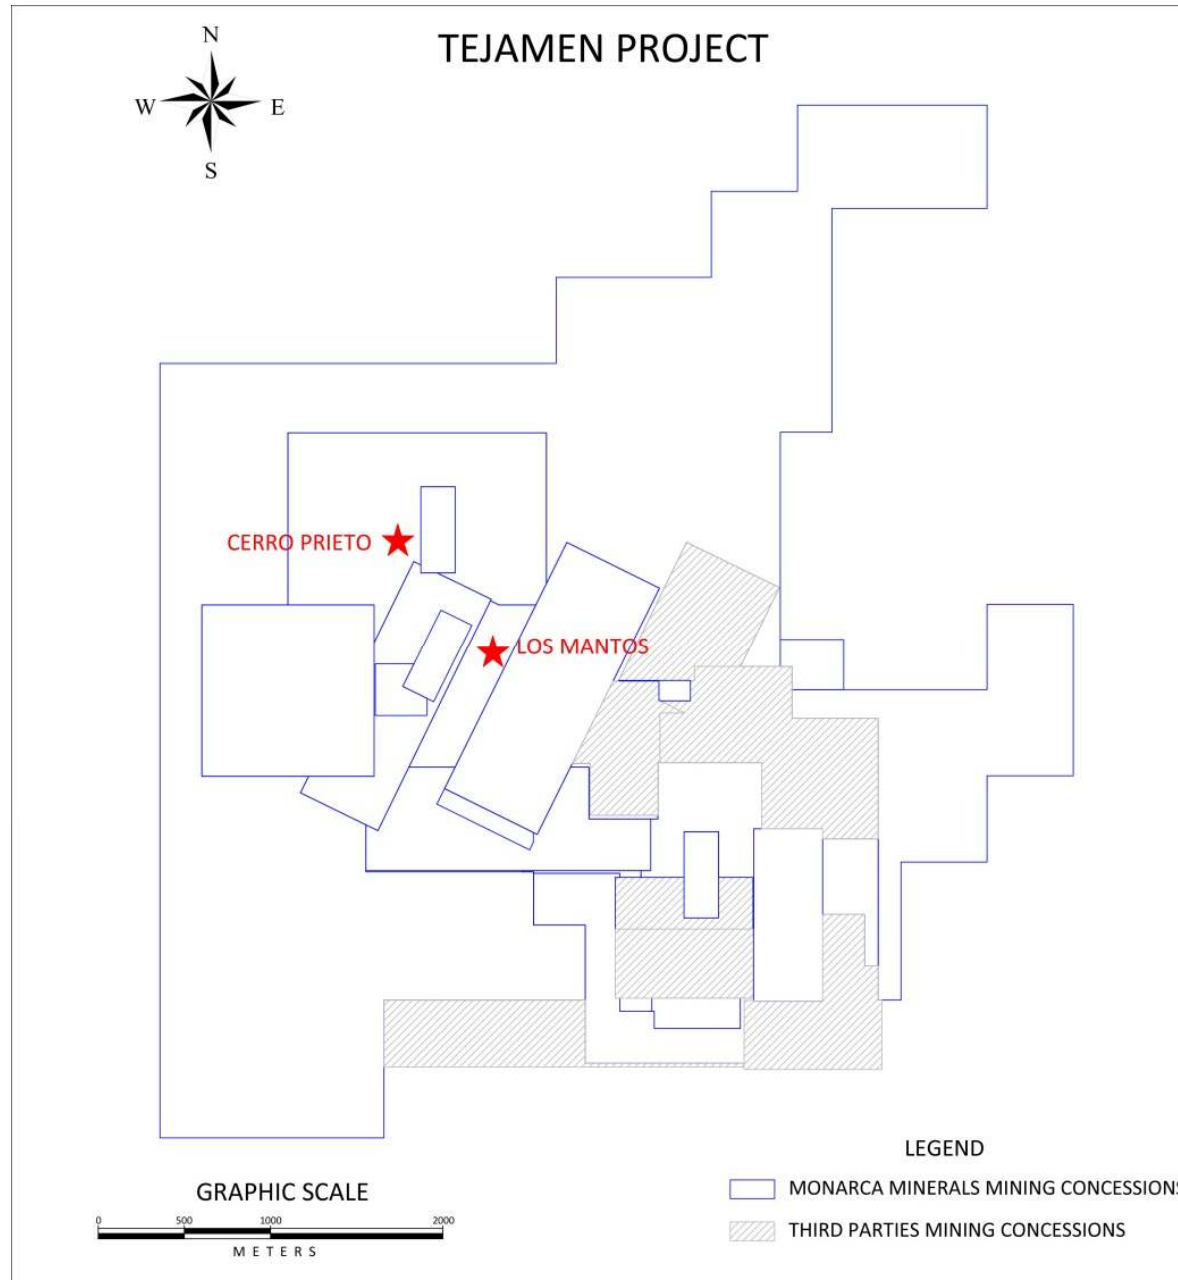 TEJAMEN PROJECT
N
W E
S
CERRO PRIETO
LOS MANTOS
LEGEND
MONARCA MINERALS MINING CONCESSIONS
THIRD PARTIES MINING CONCESSIONS
GRAPHIC SCALE
0 500 1000 2000
METERS